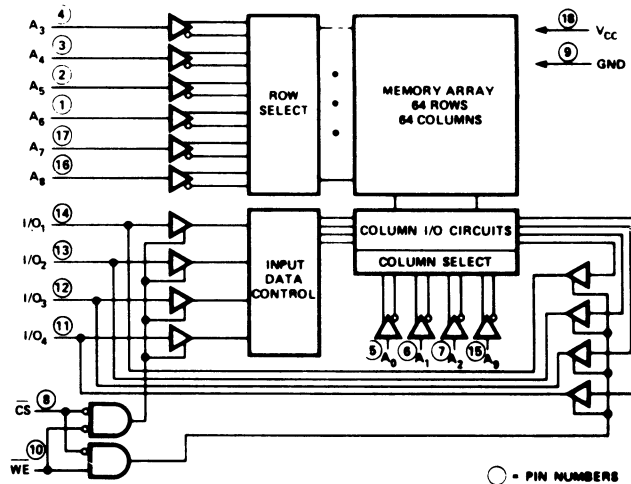 A3 4
A4 3
A5 2
A6 1
A7 17
A8 16
ROW
SELECT
MEMORY ARRAY
64 ROWS
64 COLUMNS
18 VCC
9 GND
I/O1 14
I/O2 13
I/O3 12
I/O4 11
INPUT
DATA
CONTROL
COLUMN I/O CIRCUITS
COLUMN SELECT
5 A0 6 A1 7 A2 15 A9
C̅S̅ 8
W̅E̅ 10
○ = PIN NUMBERS